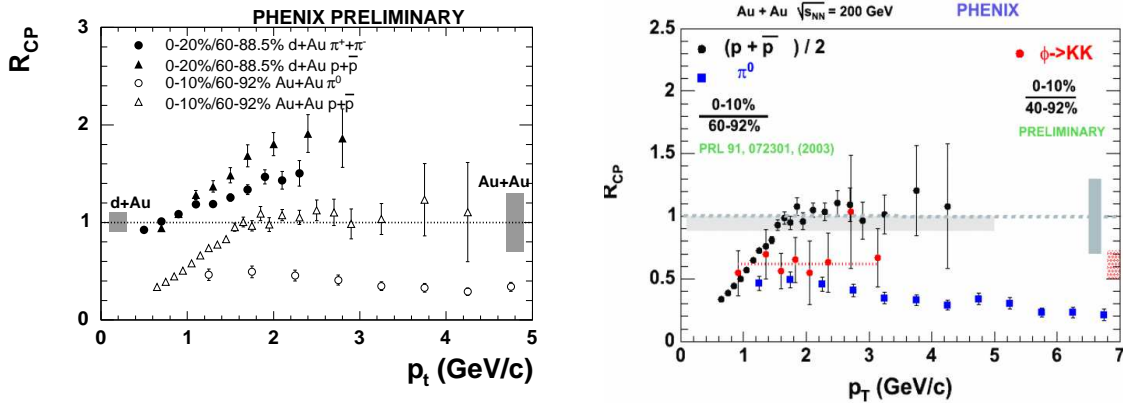 PHENIX PRELIMINARY
R_CP
3
2
1
0
0-20%/60-88.5% d+Au π⁺+π⁻
0-20%/60-88.5% d+Au p+p̅
0-10%/60-92% Au+Au π⁰
0-10%/60-92% Au+Au p+p̅
d+Au
Au+Au
0 1 2 3 4 5
p_t (GeV/c)
Au + Au √s_NN = 200 GeV PHENIX
R_CP
2.5
2
1.5
1
0.5
0
(p + p̅ ) / 2
π⁰
0-10%
60-92%
PRL 91, 072301, (2003)
ϕ->KK
0-10%
40-92%
PRELIMINARY
0 1 2 3 4 5 6 7
p_T (GeV/c)